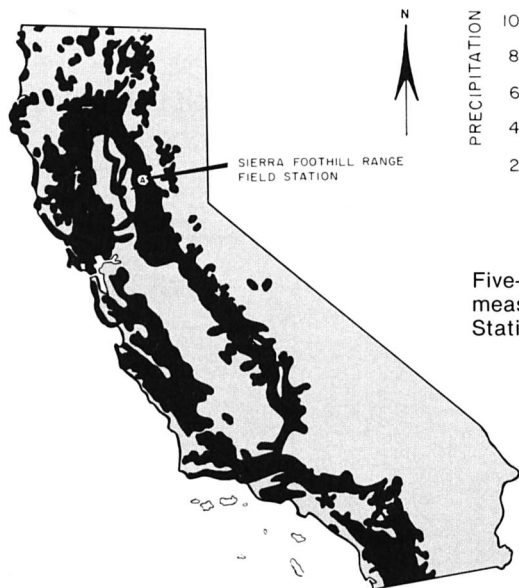 N
PRECIPITATION
10
8
6
4
2
SIERRA FOOTHILL RANGE
FIELD STATION
A
Five-
meas
Stati